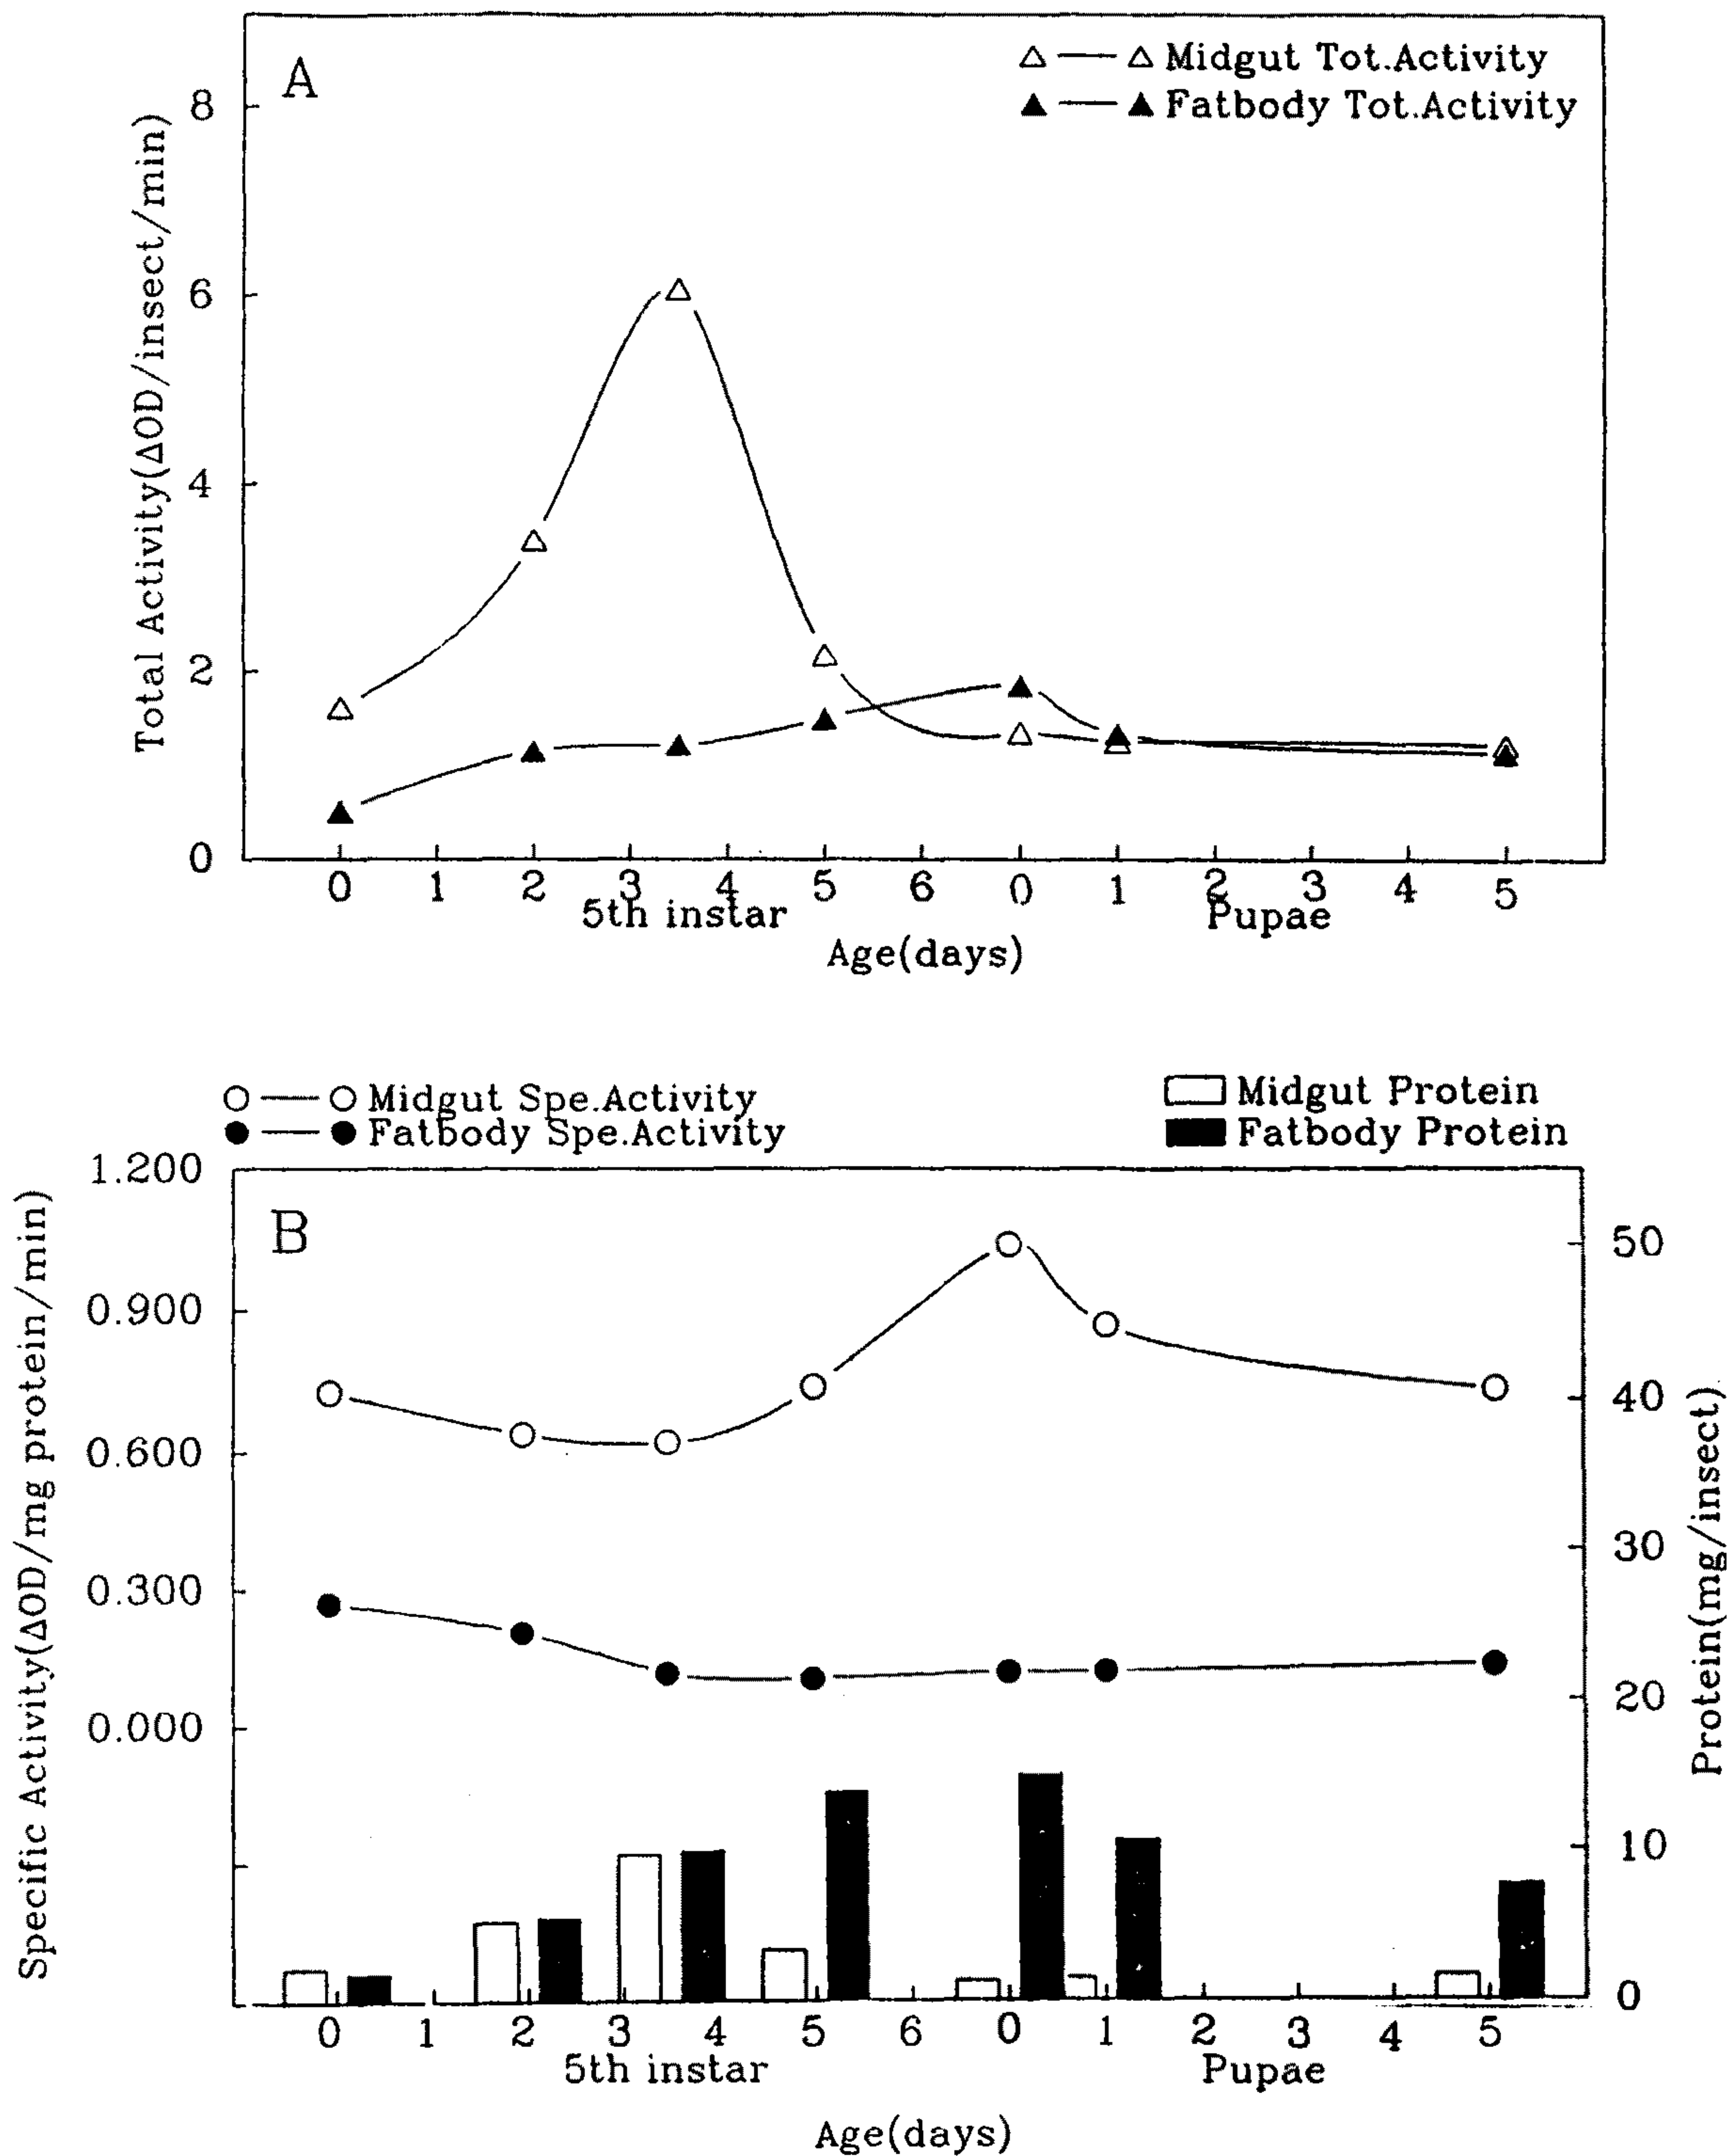 A
△ — △ Midgut Tot.Activity
▲ — ▲ Fatbody Tot.Activity
Total Activity(ΔOD/insect/min)
8
6
4
2
0
0 1 2 3 4 5 6 0 1 2 3 4 5
5th instar Pupae
Age(days)
○ — ○ Midgut Spe.Activity
● — ● Fatbody Spe.Activity
Midgut Protein
Fatbody Protein
B
Specific Activity(ΔOD/mg protein/min)
1.200
0.900
0.600
0.300
0.000
Protein(mg/insect)
50
40
30
20
10
0
0 1 2 3 4 5 6 0 1 2 3 4 5
5th instar Pupae
Age(days)